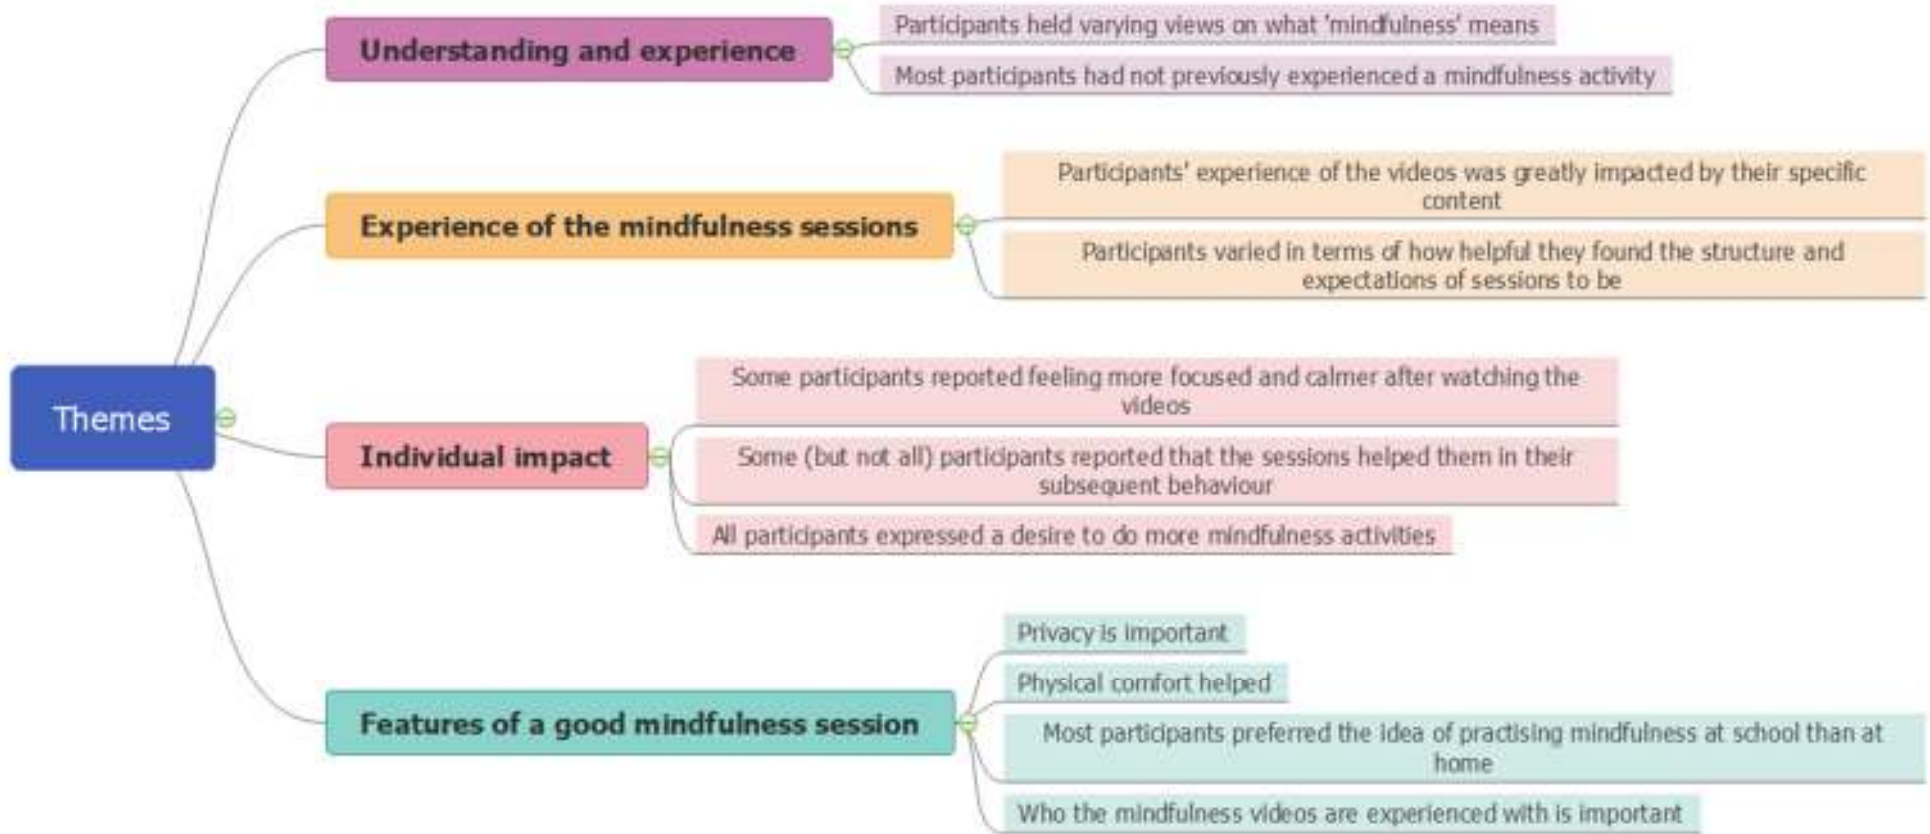 Themes
Understanding and experience
Participants held varying views on what 'mindfulness' means
Most participants had not previously experienced a mindfulness activity
Experience of the mindfulness sessions
Participants' experience of the videos was greatly impacted by their specific
content
Participants varied in terms of how helpful they found the structure and
expectations of sessions to be
Individual impact
Some participants reported feeling more focused and calmer after watching the
videos
Some (but not all) participants reported that the sessions helped them in their
subsequent behaviour
All participants expressed a desire to do more mindfulness activities
Features of a good mindfulness session
Privacy is important
Physical comfort helped
Most participants preferred the idea of practising mindfulness at school than at
home
Who the mindfulness videos are experienced with is important